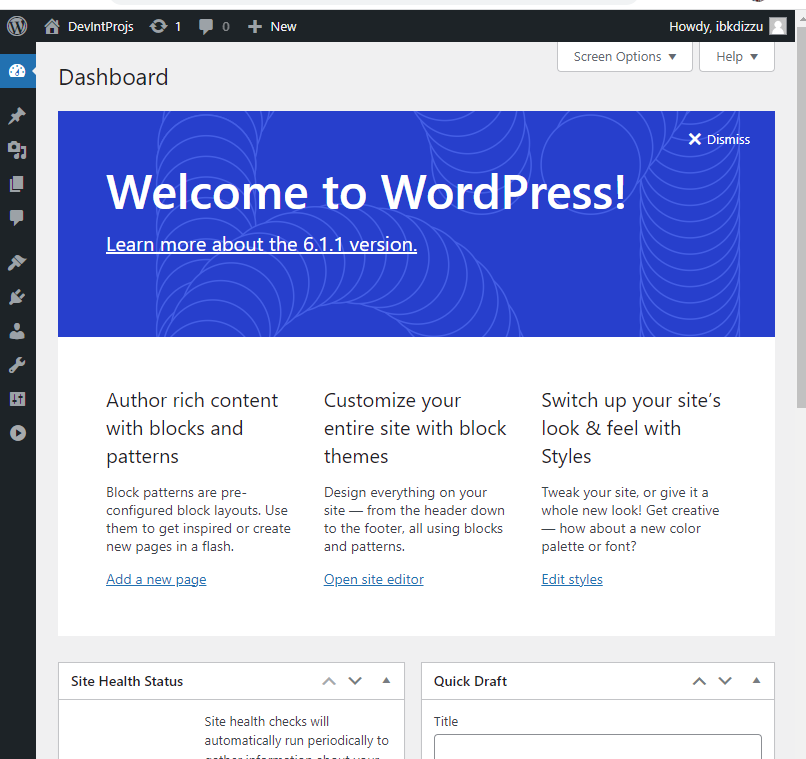 DevIntProjs 1 0 New Howdy, ibkdizzu
Screen Options Help
Dashboard
Dismiss
Welcome to WordPress!
Learn more about the 6.1.1 version.
Author rich content
with blocks and
patterns
Block patterns are pre-
configured block layouts. Use
them to get inspired or create
new pages in a flash.
Add a new page
Customize your
entire site with block
themes
Design everything on your
site — from the header down
to the footer, all using blocks
and patterns.
Open site editor
Switch up your site’s
look & feel with
Styles
Tweak your site, or give it a
whole new look! Get creative
— how about a new color
palette or font?
Edit styles
Site Health Status
Site health checks will
automatically run periodically to
gather information about your
Quick Draft
Title